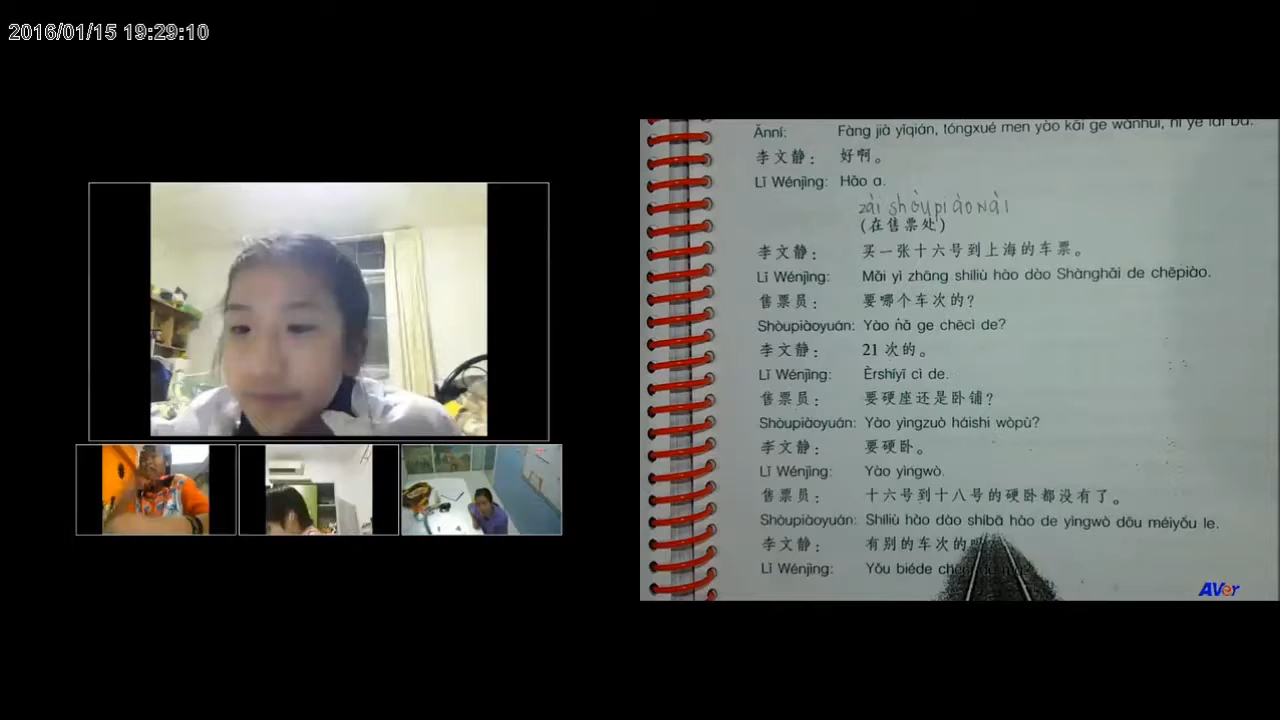 2016/01/15 19:29:10
Ānní: Fàng jià yǐqián, tóngxué men yào kāi ge wǎnhuì, nǐ yě lái ba.
李文静： 好啊。
Lǐ Wénjìng: Hǎo a.
zài shòupiàonài
(在售票处)
李文静： 买一张十六号到上海的车票。
Lǐ Wénjìng: Mǎi yì zhāng shíliù hào dào Shànghǎi de chēpiào.
售票员： 要哪个车次的？
Shòupiàoyuán: Yào nǎ ge chēcì de?
李文静： 21 次的。
Lǐ Wénjìng: Èrshíyī cì de.
售票员： 要硬座还是卧铺？
Shòupiàoyuán: Yào yìngzuò háishi wòpù?
李文静： 要硬卧。
Lǐ Wénjìng: Yào yìngwò.
售票员： 十六号到十八号的硬卧都没有了。
Shòupiàoyuán: Shíliù hào dào shíbā hào de yìngwò dōu méiyǒu le.
李文静： 有别的车次的
Lǐ Wénjìng: Yǒu biéde
AVer